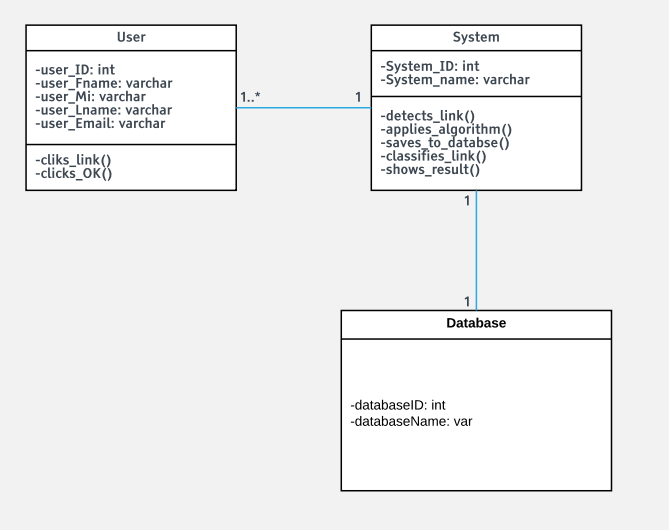 User
-user_ID: int
-user_Fname: varchar
-user_Mi: varchar
-user_Lname: varchar
-user_Email: varchar
-cliks_link()
-clicks_OK()
1..*
1
System
-System_ID: int
-System_name: varchar
-detects_link()
-applies_algorithm()
-saves_to_databse()
-classifies_link()
-shows_result()
1
1
Database
-databaseID: int
-databaseName: var